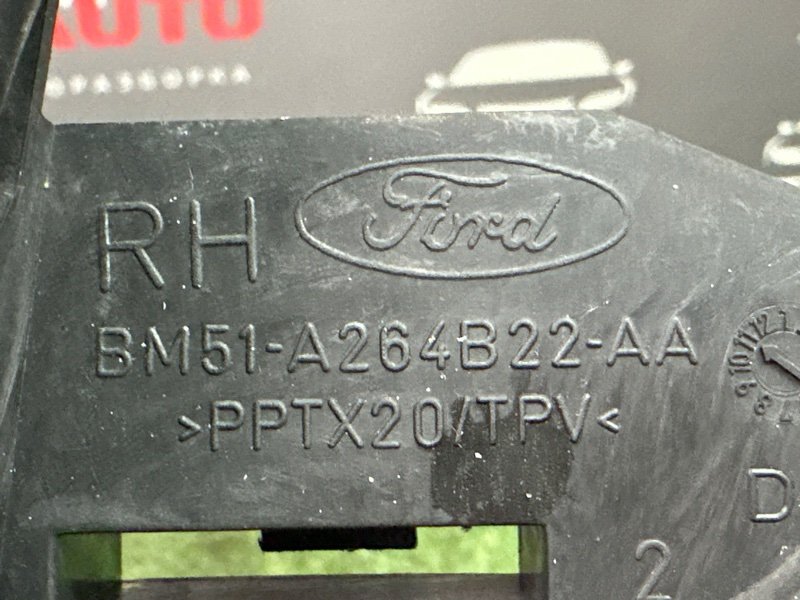 RH Ford
BM51-A264B22-AA
>PPTX20/TPV<
D
2